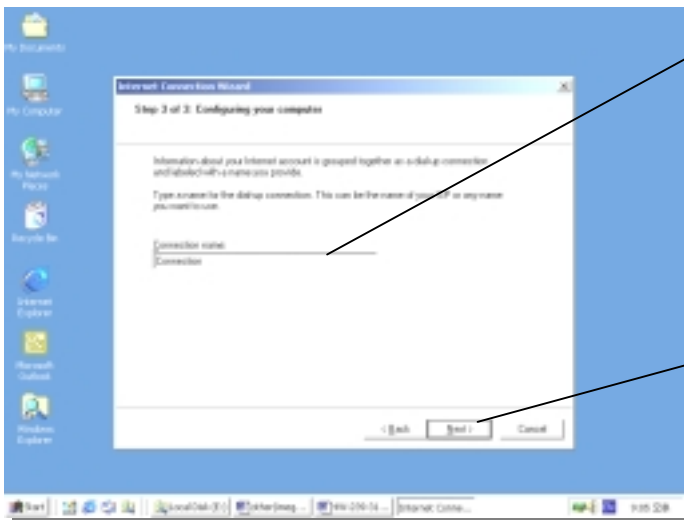 My Documents
My Computer
My Network
Places
Recycle Bin
Internet
Explorer
Microsoft
Outlook
Windows
Explorer
Internet Connection Wizard
Step 3 of 3: Configuring your computer
Information about your Internet account is grouped together as a dial-up connection
and labeled with a name you provide.
Type a name for the dial-up connection. This can be the name of your ISP or any name
you want to use.
Connection name:
Connection
< Back
Next >
Cancel
Start
Local Disk (E:)
Internet Conne...